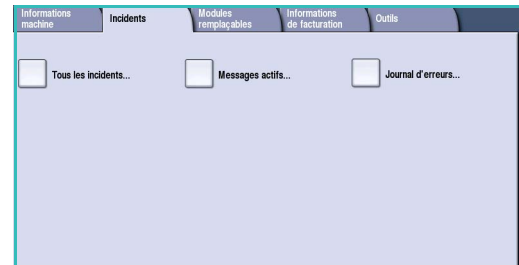 Informations
machine
Incidents
Modules
remplaçables
Informations
de facturation
Outils
Tous les incidents...
Messages actifs...
Journal d'erreurs...